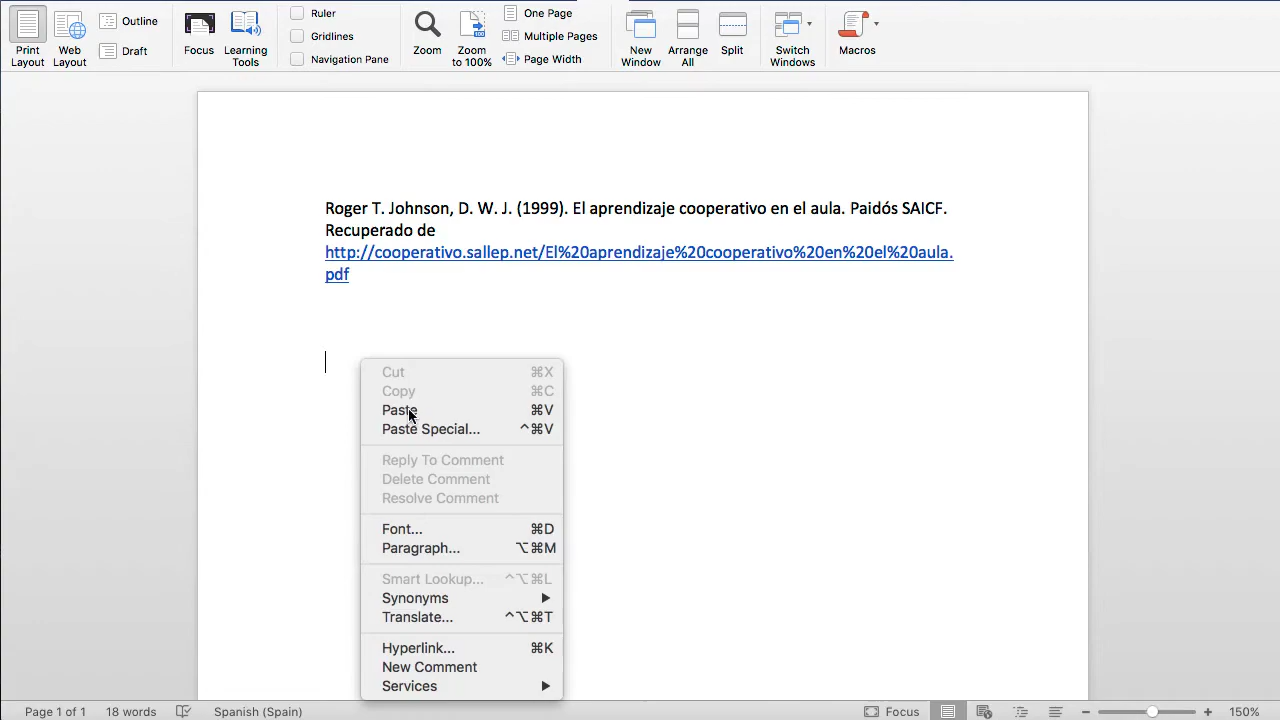 Print Layout
Web Layout
Outline
Draft
Focus
Learning Tools
Ruler
Gridlines
Navigation Pane
Zoom
100
Zoom to 100%
One Page
Multiple Pages
Page Width
New Window
Arrange All
Split
Switch Windows
Macros
Roger T. Johnson, D. W. J. (1999). El aprendizaje cooperativo en el aula. Paidós SAICF.
Recuperado de
http://cooperativo.sallep.net/El%20aprendizaje%20cooperativo%20en%20el%20aula.
pdf
Cut ⌘X
Copy ⌘C
Paste ⌘V
Paste Special... ^⌘V
Reply To Comment
Delete Comment
Resolve Comment
Font... ⌘D
Paragraph... ⌥⌘M
Smart Lookup... ^⌥⌘L
Synonyms
Translate... ^⌥⌘T
Hyperlink... ⌘K
New Comment
Services
Page 1 of 1 18 words Spanish (Spain) Focus 150%